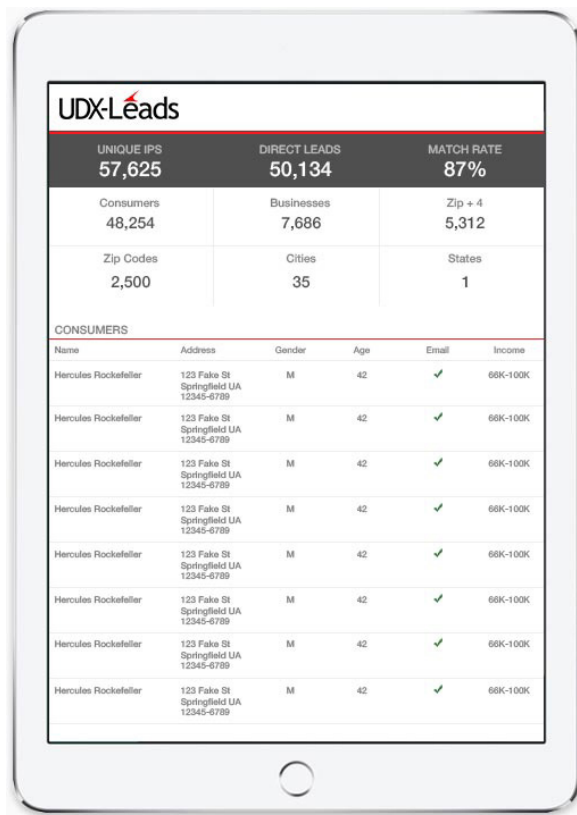 UDX-Leads
UNIQUE IPS DIRECT LEADS MATCH RATE
57,625 50,134 87%
Consumers Businesses Zip + 4
48,254 7,686 5,312
Zip Codes Cities States
2,500 35 1
CONSUMERS
Name Address Gender Age Email Income
Hercules Rockefeller 123 Fake St M 42 ✓ 66K-100K
Springfield UA
12345-6789
Hercules Rockefeller 123 Fake St M 42 ✓ 66K-100K
Springfield UA
12345-6789
Hercules Rockefeller 123 Fake St M 42 ✓ 66K-100K
Springfield UA
12345-6789
Hercules Rockefeller 123 Fake St M 42 ✓ 66K-100K
Springfield UA
12345-6789
Hercules Rockefeller 123 Fake St M 42 ✓ 66K-100K
Springfield UA
12345-6789
Hercules Rockefeller 123 Fake St M 42 ✓ 66K-100K
Springfield UA
12345-6789
Hercules Rockefeller 123 Fake St M 42 ✓ 66K-100K
Springfield UA
12345-6789
Hercules Rockefeller 123 Fake St M 42 ✓ 66K-100K
Springfield UA
12345-6789